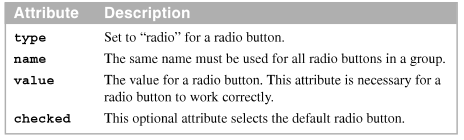 Attribute Description
type Set to “radio” for a radio button.
name The same name must be used for all radio buttons in a group.
value The value for a radio button. This attribute is necessary for a
radio button to work correctly.
checked This optional attribute selects the default radio button.